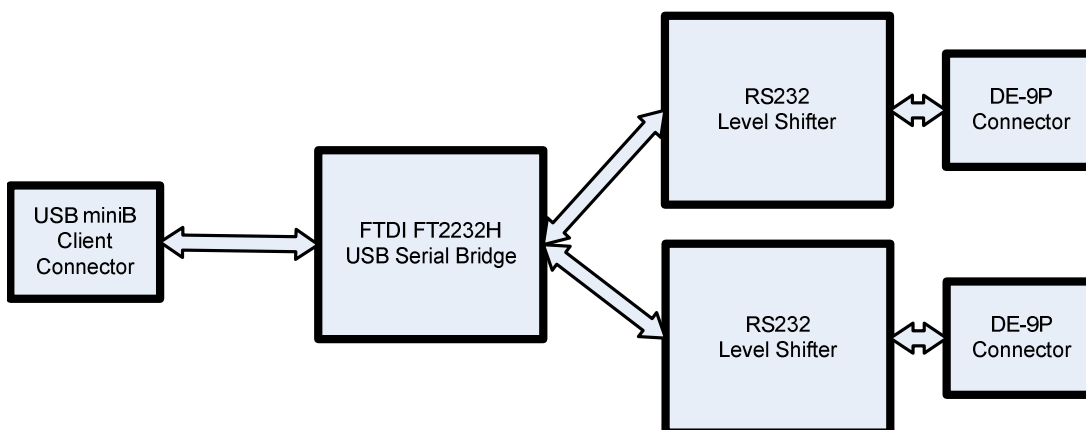 USB miniB
Client
Connector
FTDI FT2232H
USB Serial Bridge
RS232
Level Shifter
DE-9P
Connector
RS232
Level Shifter
DE-9P
Connector